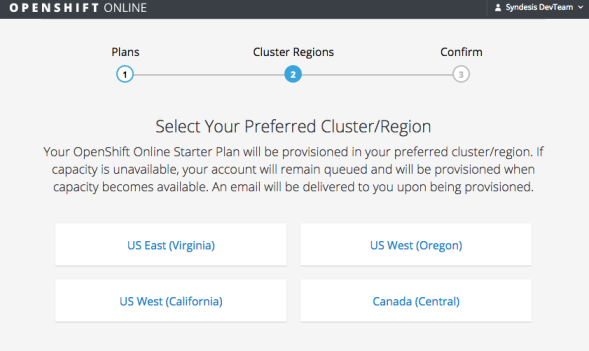 OPENSHIFT ONLINE
Syndesis DevTeam
Plans Cluster Regions Confirm
1 2 3
Select Your Preferred Cluster/Region
Your OpenShift Online Starter Plan will be provisioned in your preferred cluster/region. If
capacity is unavailable, your account will remain queued and will be provisioned when
capacity becomes available. An email will be delivered to you upon being provisioned.
US East (Virginia) US West (Oregon)
US West (California) Canada (Central)